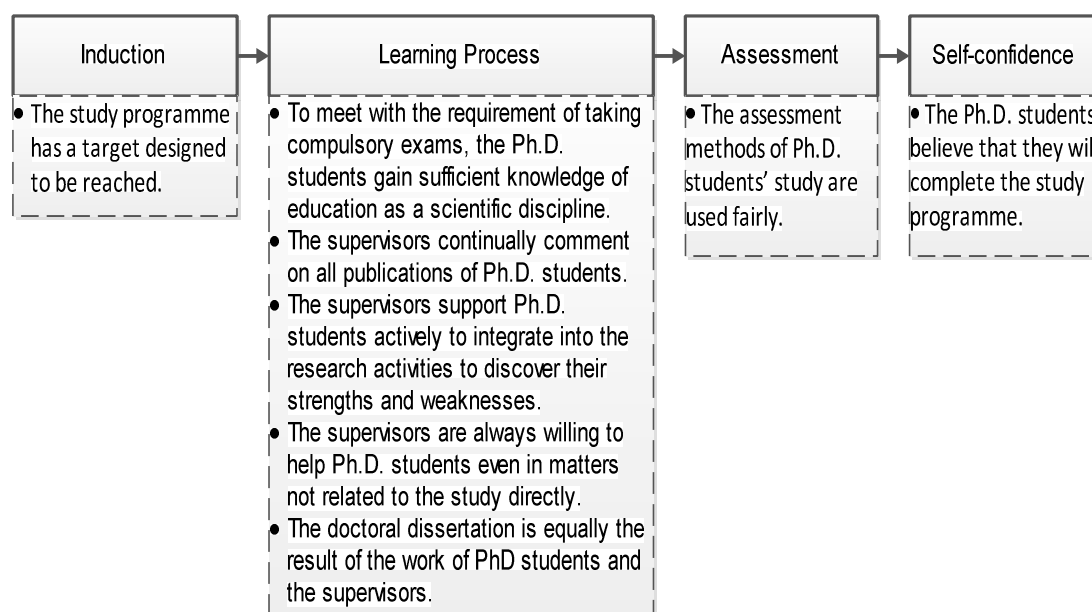 Induction
• The study programme
has a target designed
to be reached.
Learning Process
• To meet with the requirement of taking
compulsory exams, the Ph.D.
students gain sufficient knowledge of
education as a scientific discipline.
• The supervisors continually comment
on all publications of Ph.D. students.
• The supervisors support Ph.D.
students actively to integrate into the
research activities to discover their
strengths and weaknesses.
• The supervisors are always willing to
help Ph.D. students even in matters
not related to the study directly.
• The doctoral dissertation is equally the
result of the work of PhD students and
the supervisors.
Assessment
• The assessment
methods of Ph.D.
students’ study are
used fairly.
Self-confidence
• The Ph.D. students
believe that they wil
complete the study
programme.